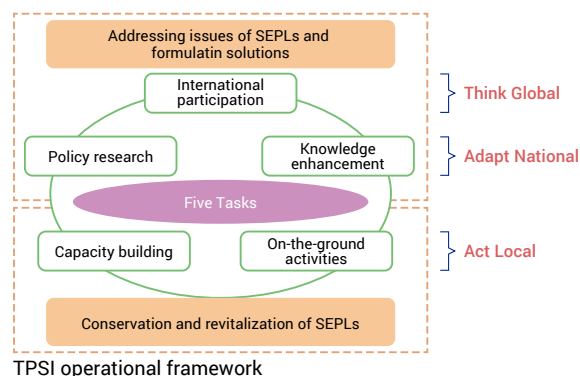 Addressing issues of SEPLs and
formulatin solutions
International
participation
Think Global
Policy research
Knowledge
enhancement
Adapt National
Five Tasks
Capacity building
On-the-ground
activities
Act Local
Conservation and revitalization of SEPLs
TPSI operational framework